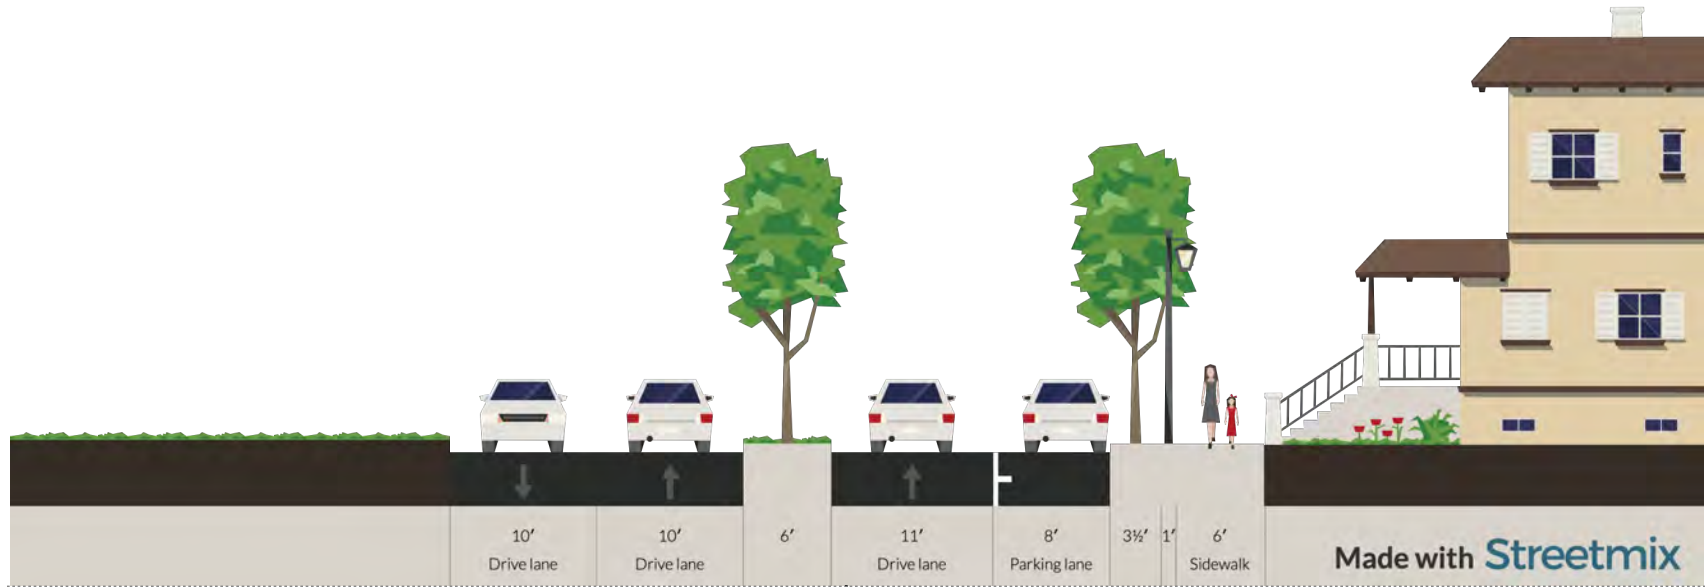 10′ 10′ 6′ 11′ 8′ 3½′ 1′ 6′
Drive lane Drive lane Drive lane Parking lane Sidewalk
Made with Streetmix